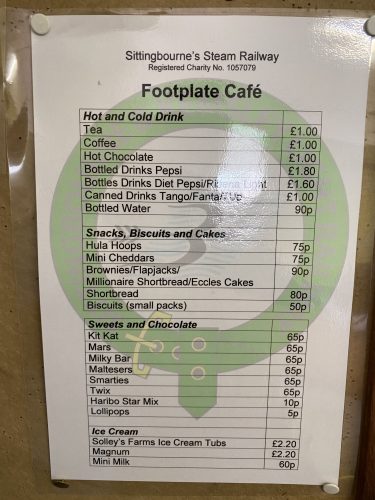 Sittingbourne's Steam Railway
Registered Charity No. 1057079
Footplate Café
Hot and Cold Drink
Tea £1.00
Coffee £1.00
Hot Chocolate £1.00
Bottled Drinks Pepsi £1.80
Bottles Drinks Diet Pepsi/Ribena Light £1.60
Canned Drinks Tango/Fanta/7Up £1.00
Bottled Water 90p
Snacks, Biscuits and Cakes
Hula Hoops 75p
Mini Cheddars 75p
Brownies/Flapjacks/ 90p
Millionaire Shortbread/Eccles Cakes
Shortbread 80p
Biscuits (small packs) 50p
Sweets and Chocolate
Kit Kat 65p
Mars 65p
Milky Bar 65p
Maltesers 65p
Smarties 65p
Twix 65p
Haribo Star Mix 10p
Lollipops 5p
Ice Cream
Solley's Farms Ice Cream Tubs £2.20
Magnum £2.20
Mini Milk 60p
3